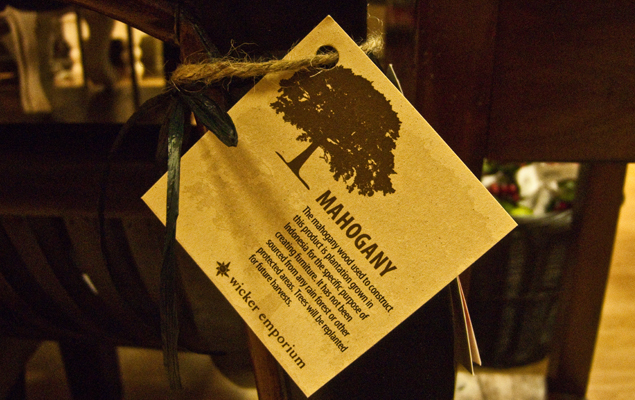 MAHOGANY
The mahogany wood used to construct
this product is plantation grown in
Indonesia for the specific purpose of
creating furniture. It has not been
sourced from any rain forest or other
protected areas. Trees will be replanted
for future harvests.
wicker emporium